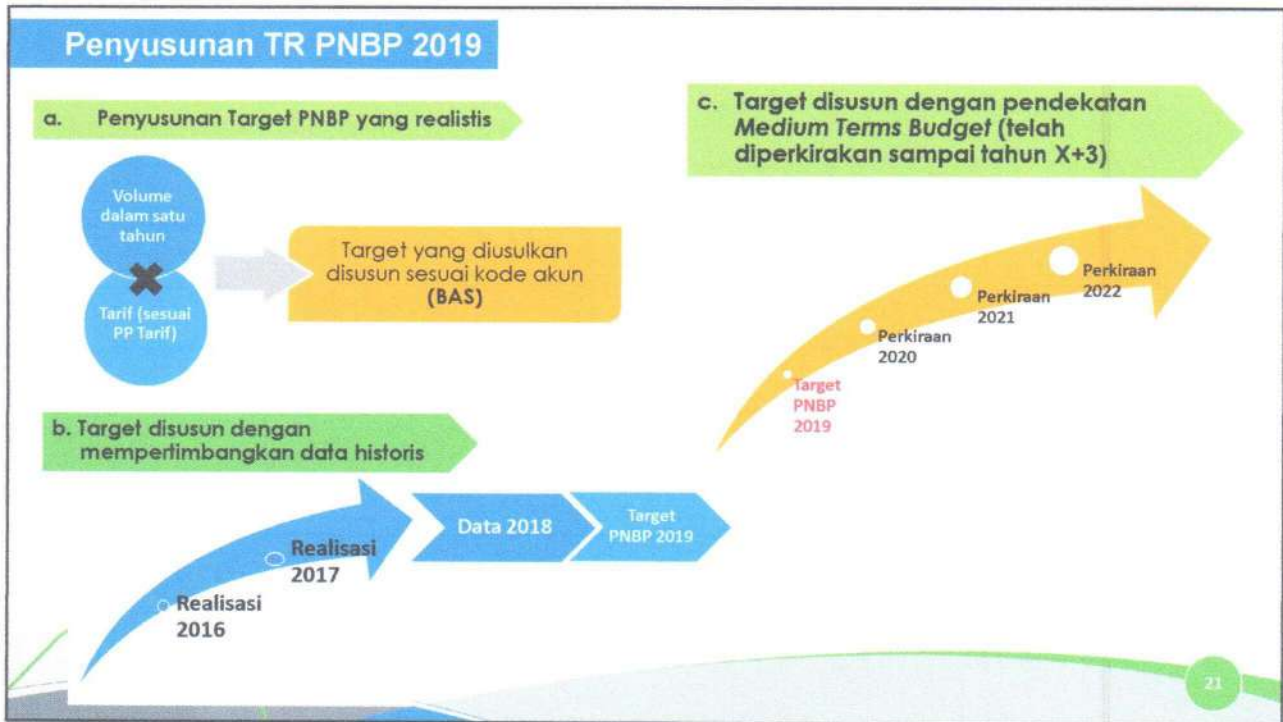 Penyusunan TR PNBP 2019
a. Penyusunan Target PNBP yang realistis
Volume
dalam satu
tahun
Tarif (sesuai
PP Tarif)
Target yang diusulkan
disusun sesuai kode akun
(BAS)
b. Target disusun dengan
mempertimbangkan data historis
Realisasi
2016
Realisasi
2017
Data 2018
Target
PNBP 2019
c. Target disusun dengan pendekatan
Medium Terms Budget (telah
diperkirakan sampai tahun X+3)
Target
PNBP
2019
Perkiraan
2020
Perkiraan
2021
Perkiraan
2022
21